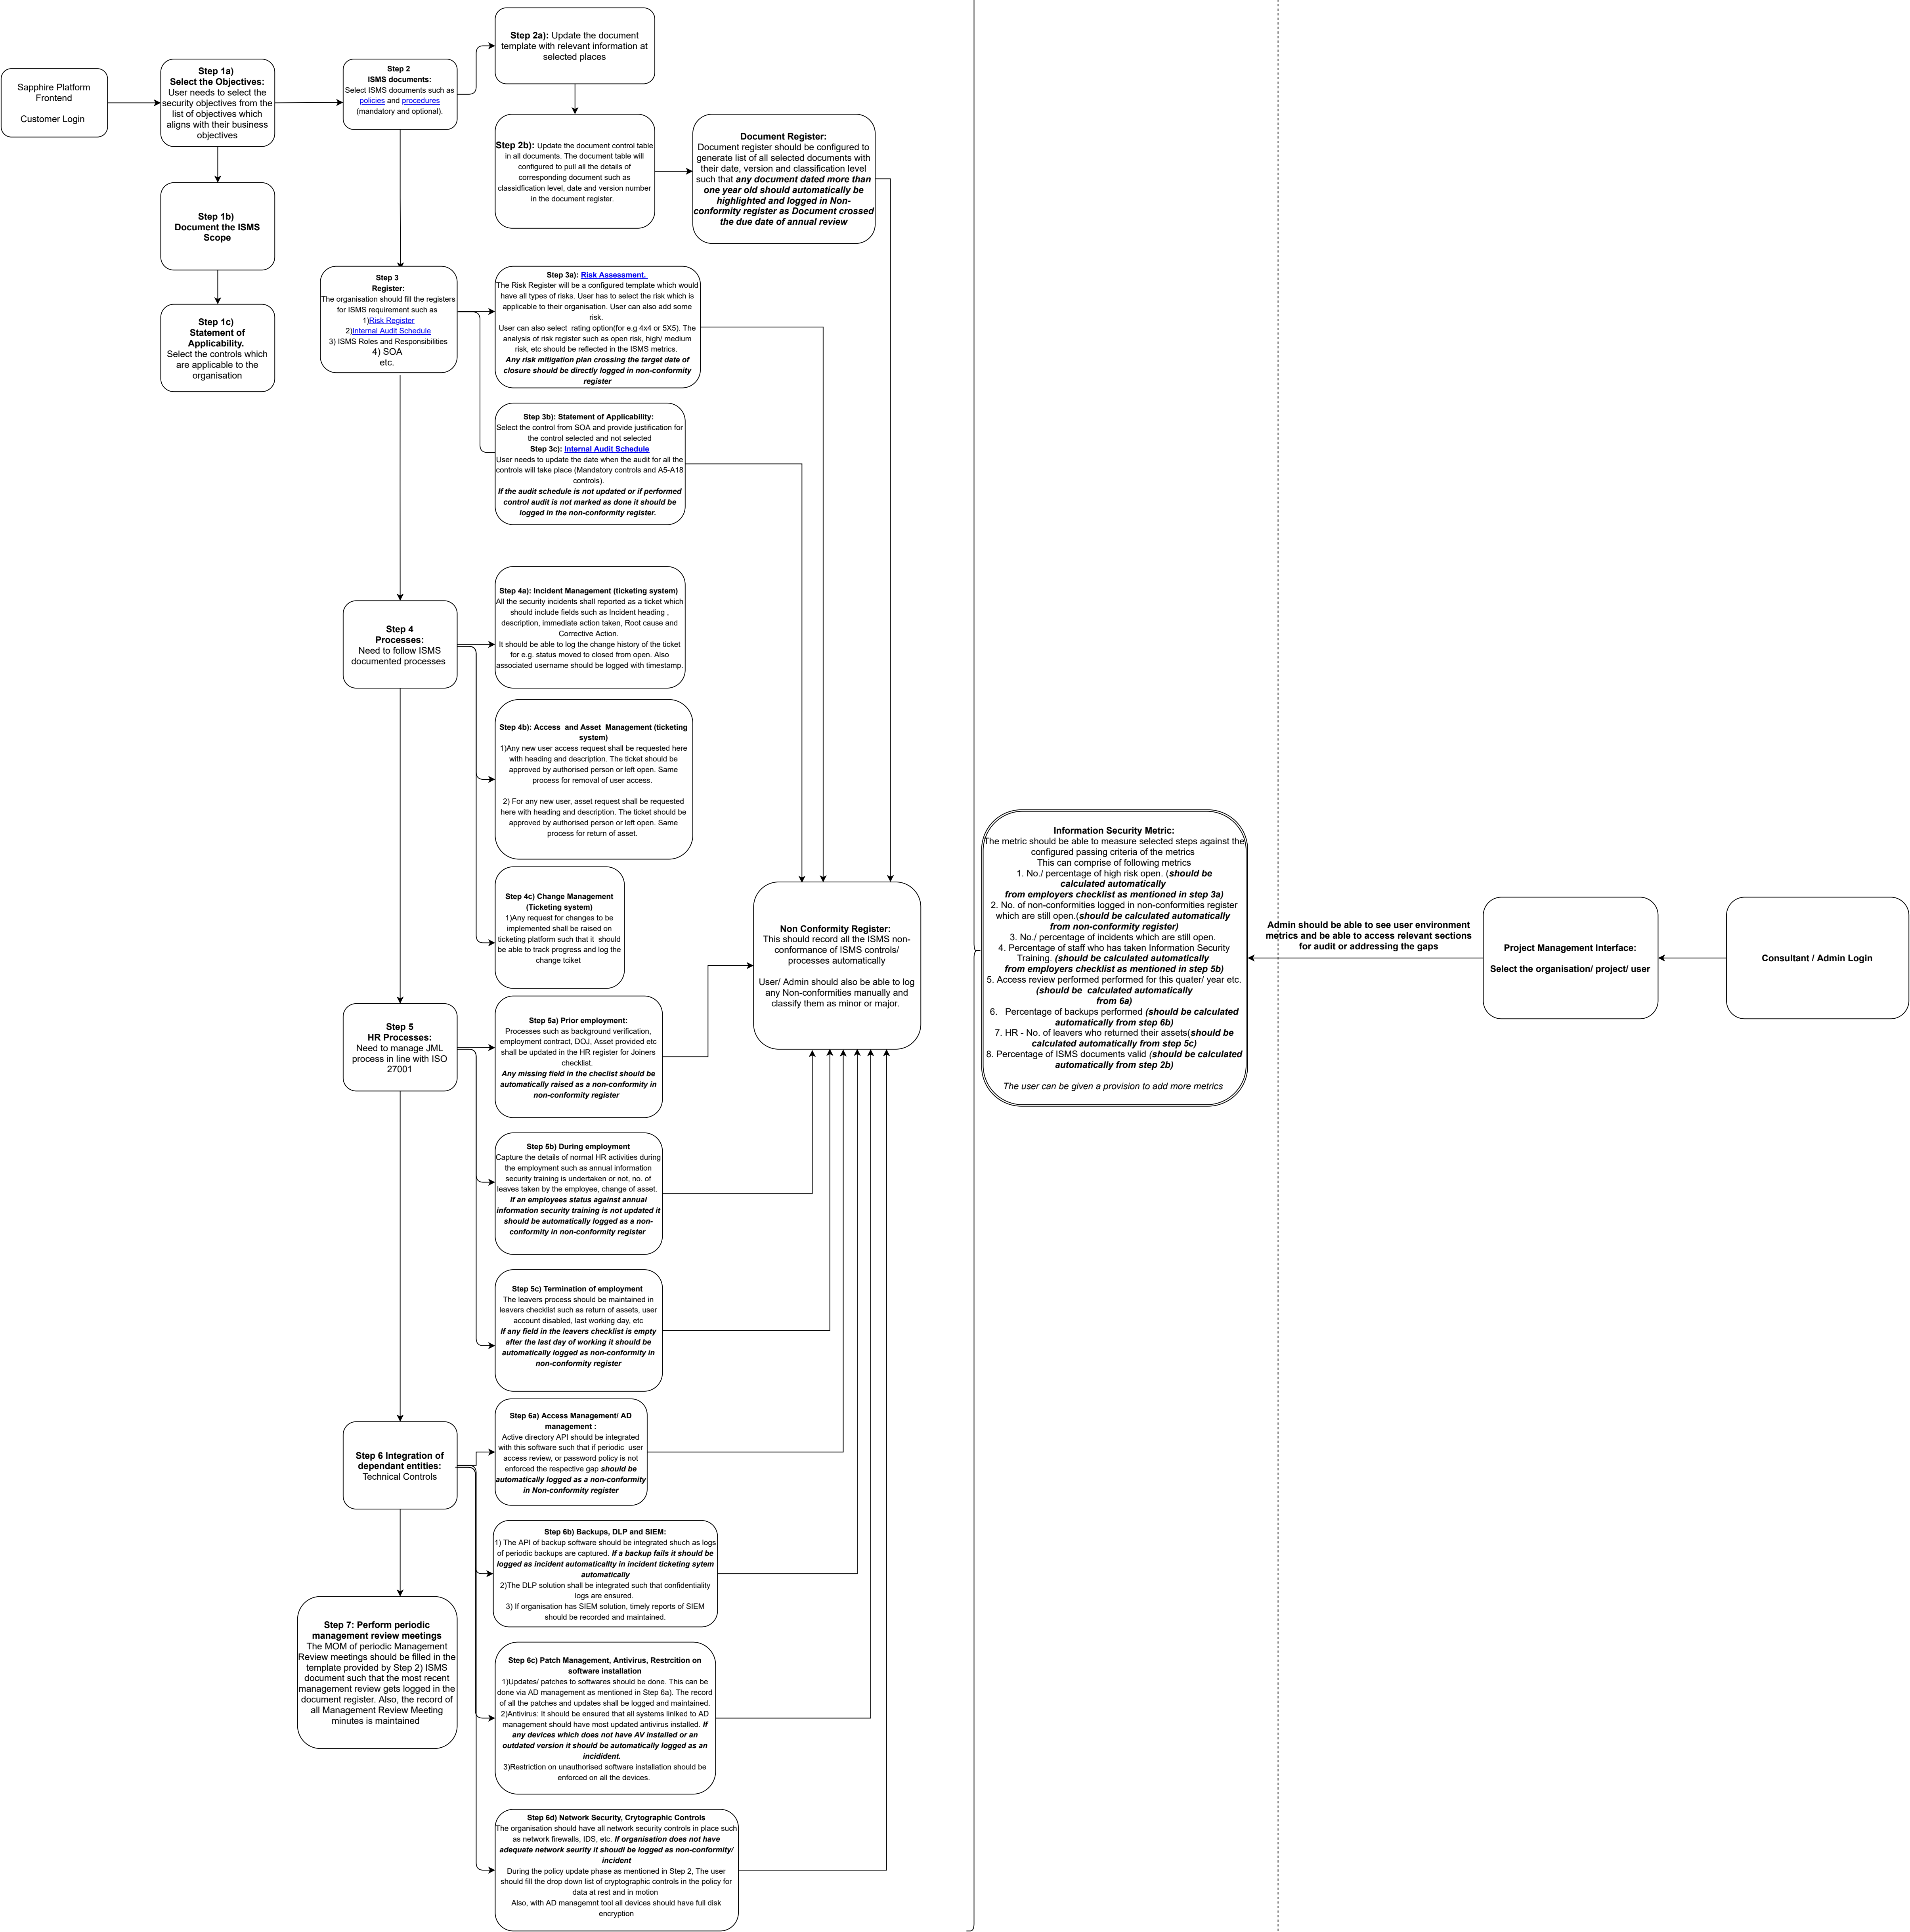 Sapphire Platform
Frontend
Customer Login
Step 1a)
Select the Objectives:
User needs to select the
security objectives from the
list of objectives which
aligns with their business
objectives
Step 1b)
Document the ISMS
Scope
Step 1c)
Statement of
Applicability.
Select the controls which
are applicable to the
organisation
Step 2
ISMS documents:
Select ISMS documents such as
policies and procedures
(mandatory and optional).
Step 2a): Update the document
template with relevant information at
selected places
Step 2b): Update the document control table
in all documents. The document table will
configured to pull all the details of
corresponding document such as
classidfication level, date and version number
in the document register.
Document Register:
Document register should be configured to
generate list of all selected documents with
their date, version and classification level
such that any document dated more than
one year old should automatically be
highlighted and logged in Non-
conformity register as Document crossed
the due date of annual review
Step 3
Register:
The organisation should fill the registers
for ISMS requirement such as
1)Risk Register
2)Internal Audit Schedule
3) ISMS Roles and Responsibilities
4) SOA
etc.
Step 3a): Risk Assessment.
The Risk Register will be a configured template which would
have all types of risks. User has to select the risk which is
applicable to their organisation. User can also add some
risk.
User can also select rating option(for e.g 4x4 or 5X5). The
analysis of risk register such as open risk, high/ medium
risk, etc should be reflected in the ISMS metrics.
Any risk mitigation plan crossing the target date of
closure should be directly logged in non-conformity
register
Step 3b): Statement of Applicability:
Select the control from SOA and provide justification for
the control selected and not selected
Step 3c): Internal Audit Schedule
User needs to update the date when the audit for all the
controls will take place (Mandatory controls and A5-A18
controls).
If the audit schedule is not updated or if performed
control audit is not marked as done it should be
logged in the non-conformity register.
Step 4
Processes:
Need to follow ISMS
documented processes
Step 4a): Incident Management (ticketing system)
All the security incidents shall reported as a ticket which
should include fields such as Incident heading ,
description, immediate action taken, Root cause and
Corrective Action.
It should be able to log the change history of the ticket
for e.g. status moved to closed from open. Also
associated username should be logged with timestamp.
Step 4b): Access and Asset Management (ticketing
system)
1)Any new user access request shall be requested here
with heading and description. The ticket should be
approved by authorised person or left open. Same
process for removal of user access.
2) For any new user, asset request shall be requested
here with heading and description. The ticket should be
approved by authorised person or left open. Same
process for return of asset.
Step 4c) Change Management
(Ticketing system)
1)Any request for changes to be
implemented shall be raised on
ticketing platform such that it should
be able to track progress and log the
change tciket
Step 5
HR Processes:
Need to manage JML
process in line with ISO
27001
Step 5a) Prior employment:
Processes such as background verification,
employment contract, DOJ, Asset provided etc
shall be updated in the HR register for Joiners
checklist.
Any missing field in the checlist should be
automatically raised as a non-conformity in
non-conformity register
Step 5b) During employment
Capture the details of normal HR activities during
the employment such as annual information
security training is undertaken or not, no. of
leaves taken by the employee, change of asset.
If an employees status against annual
information security training is not updated it
should be automatically logged as a non-
conformity in non-conformity register
Step 5c) Termination of employment
The leavers process should be maintained in
leavers checklist such as return of assets, user
account disabled, last working day, etc
If any field in the leavers checklist is empty
after the last day of working it should be
automatically logged as non-conformity in
non-conformity register
Non Conformity Register:
This should record all the ISMS non-
conformance of ISMS controls/
processes automatically
User/ Admin should also be able to log
any Non-conformities manually and
classify them as minor or major.
Step 6 Integration of
dependant entities:
Technical Controls
Step 6a) Access Management/ AD
management :
Active directory API should be integrated
with this software such that if periodic user
access review, or password policy is not
enforced the respective gap should be
automatically logged as a non-conformity
in Non-conformity register
Step 6b) Backups, DLP and SIEM:
1) The API of backup software should be integrated shuch as logs
of periodic backups are captured. If a backup fails it should be
logged as incident automaticallty in incident ticketing sytem
automatically
2)The DLP solution shall be integrated such that confidentiality
logs are ensured.
3) If organisation has SIEM solution, timely reports of SIEM
should be recorded and maintained.
Step 6c) Patch Management, Antivirus, Restrcition on
software installation
1)Updates/ patches to softwares should be done. This can be
done via AD management as mentioned in Step 6a). The record
of all the patches and updates shall be logged and maintained.
2)Antivirus: It should be ensured that all systems linlked to AD
management should have most updated antivirus installed. If
any devices which does not have AV installed or an
outdated version it should be automatically logged as an
incidident.
3)Restriction on unauthorised software installation should be
enforced on all the devices.
Step 6d) Network Security, Crytographic Controls
The organisation should have all network security controls in place such
as network firewalls, IDS, etc. If organisation does not have
adequate network seurity it shoudl be logged as non-conformity/
incident
During the policy update phase as mentioned in Step 2, The user
should fill the drop down list of cryptographic controls in the policy for
data at rest and in motion
Also, with AD managemnt tool all devices should have full disk
encryption
Step 7: Perform periodic
management review meetings
The MOM of periodic Management
Review meetings should be filled in the
template provided by Step 2) ISMS
document such that the most recent
management review gets logged in the
document register. Also, the record of
all Management Review Meeting
minutes is maintained
Information Security Metric:
The metric should be able to measure selected steps against the
configured passing criteria of the metrics
This can comprise of following metrics
1. No./ percentage of high risk open. (should be
calculated automatically
from employers checklist as mentioned in step 3a)
2. No. of non-conformities logged in non-conformities register
which are still open.(should be calculated automatically
from non-conformity register)
3. No./ percentage of incidents which are still open.
4. Percentage of staff who has taken Information Security
Training. (should be calculated automatically
from employers checklist as mentioned in step 5b)
5. Access review performed performed for this quater/ year etc.
(should be calculated automatically
from 6a)
6. Percentage of backups performed (should be calculated
automatically from step 6b)
7. HR - No. of leavers who returned their assets(should be
calculated automatically from step 5c)
8. Percentage of ISMS documents valid (should be calculated
automatically from step 2b)
The user can be given a provision to add more metrics
Admin should be able to see user environment
metrics and be able to access relevant sections
for audit or addressing the gaps
Project Management Interface:
Select the organisation/ project/ user
Consultant / Admin Login